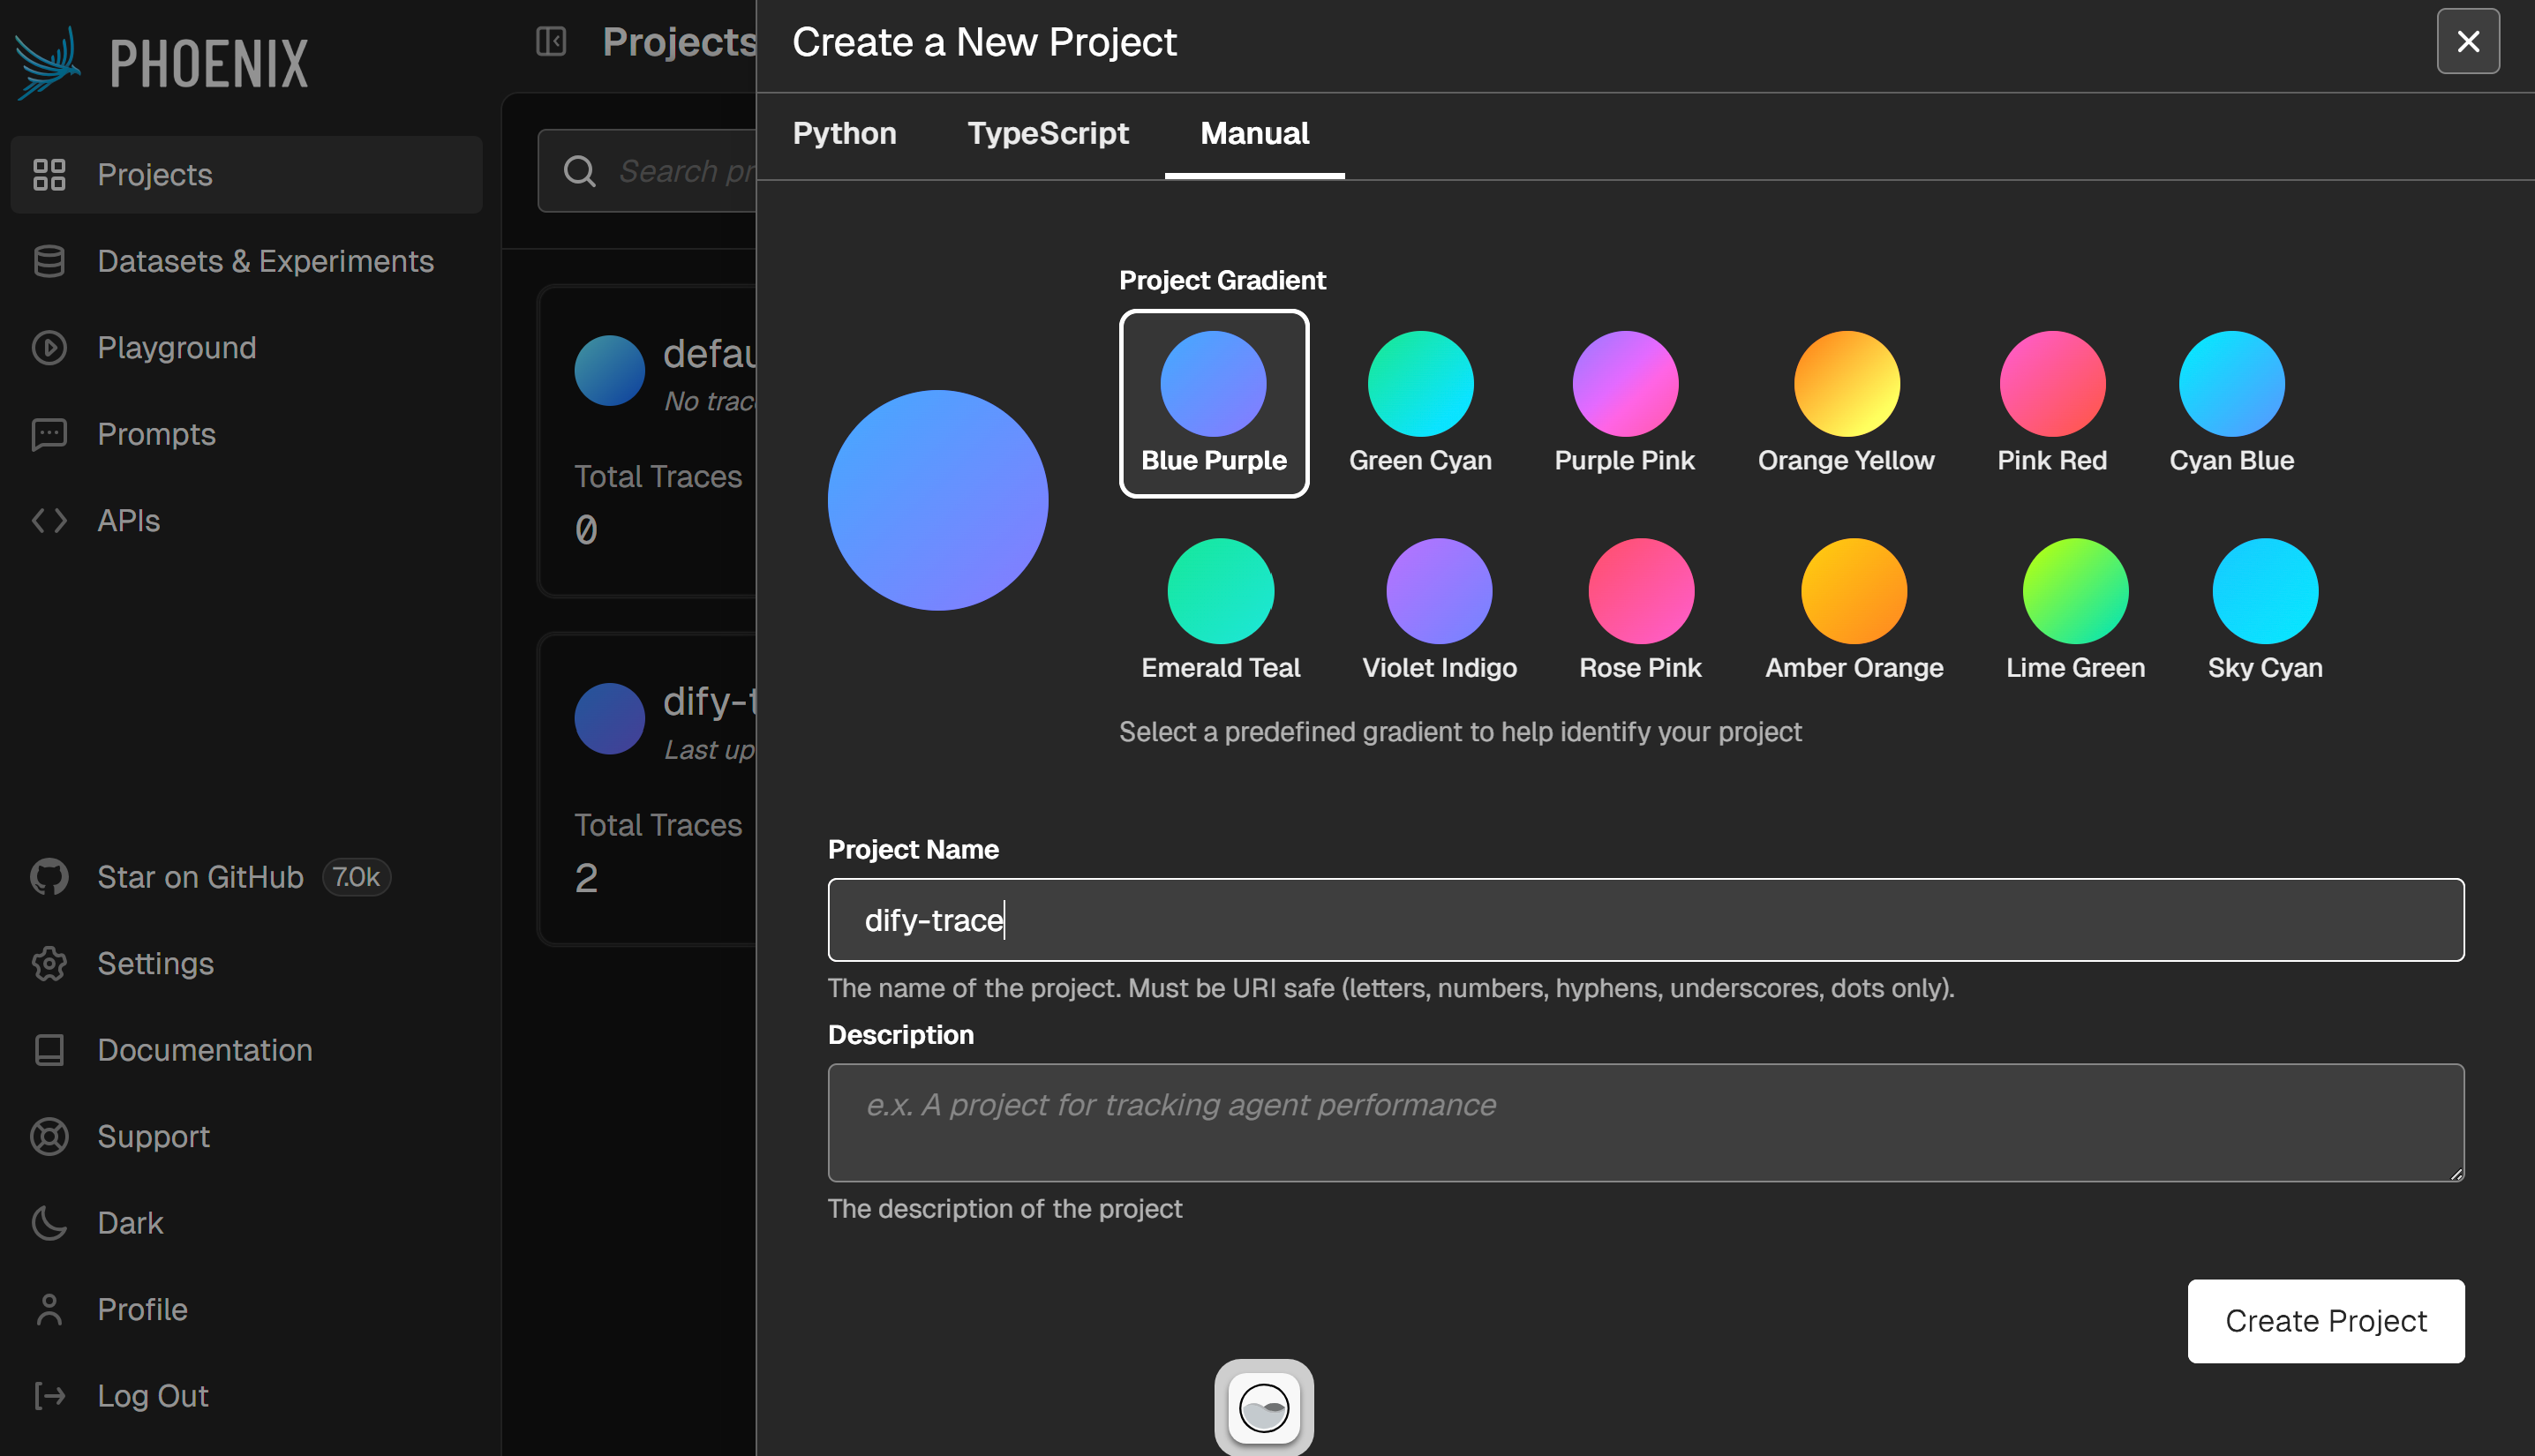 PHOENIX
Projects
Datasets & Experiments
Playground
Prompts
APIs
Star on GitHub 7.0k
Settings
Documentation
Support
Dark
Profile
Log Out
Projects
Search pr
defau
No trac
Total Traces
0
dify-t
Last up
Total Traces
2
Create a New Project
Python TypeScript Manual
Project Gradient
Blue Purple Green Cyan Purple Pink Orange Yellow Pink Red Cyan Blue
Emerald Teal Violet Indigo Rose Pink Amber Orange Lime Green Sky Cyan
Select a predefined gradient to help identify your project
Project Name
dify-trace
The name of the project. Must be URI safe (letters, numbers, hyphens, underscores, dots only).
Description
e.x. A project for tracking agent performance
The description of the project
Create Project